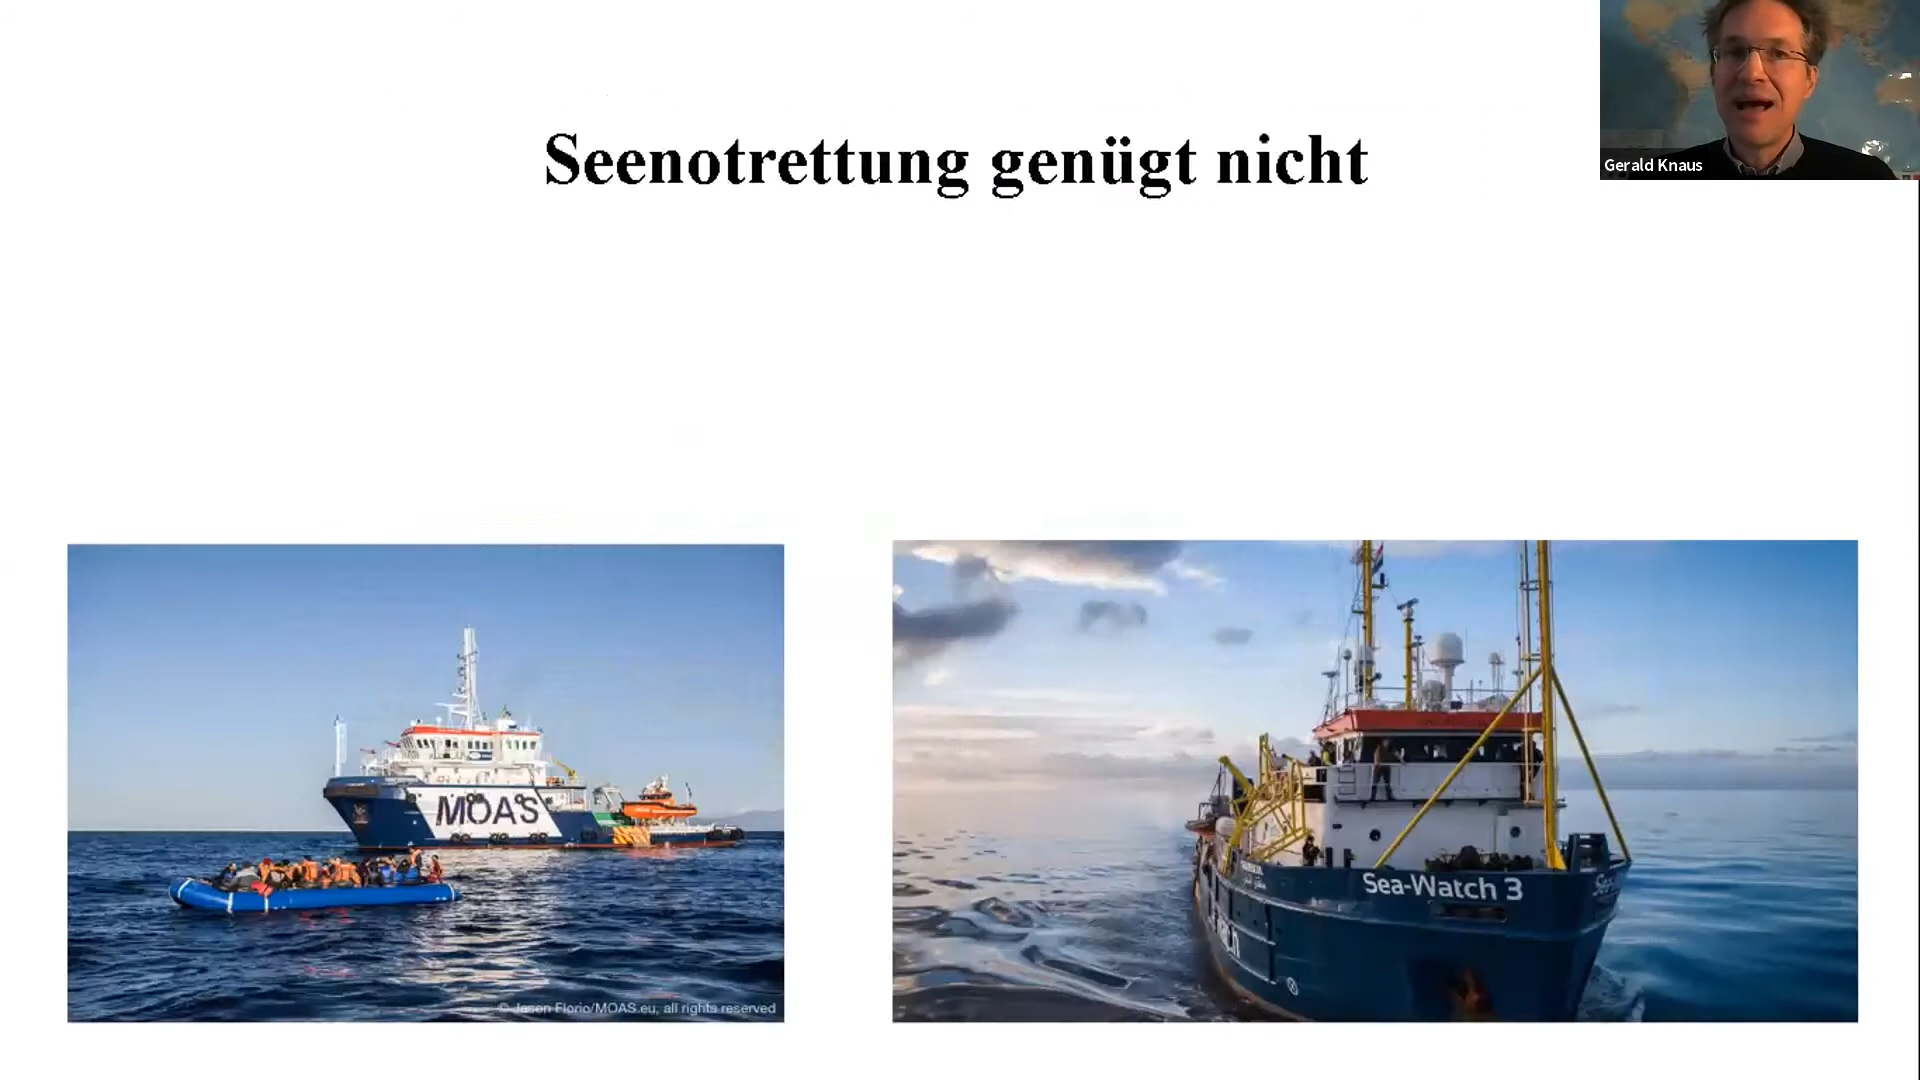 Seenotrettung genügt nicht
Gerald Knaus
MOAS
© Jason Florio/MOAS.eu, all rights reserved
Sea-Watch 3